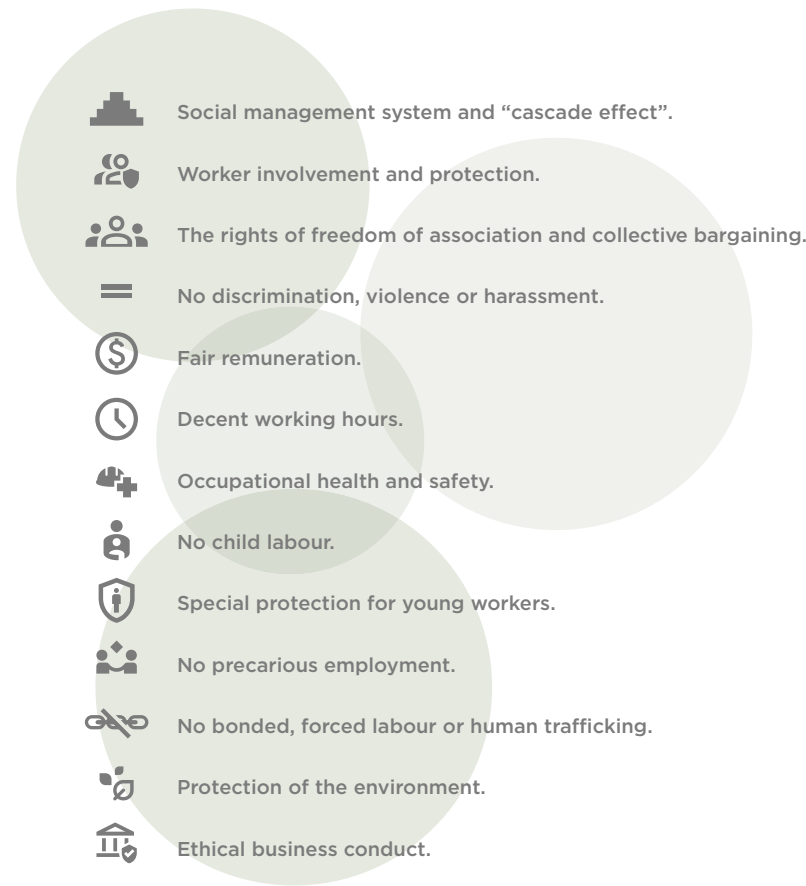 Social management system and “cascade effect”.
Worker involvement and protection.
The rights of freedom of association and collective bargaining.
No discrimination, violence or harassment.
Fair remuneration.
Decent working hours.
Occupational health and safety.
No child labour.
Special protection for young workers.
No precarious employment.
No bonded, forced labour or human trafficking.
Protection of the environment.
Ethical business conduct.